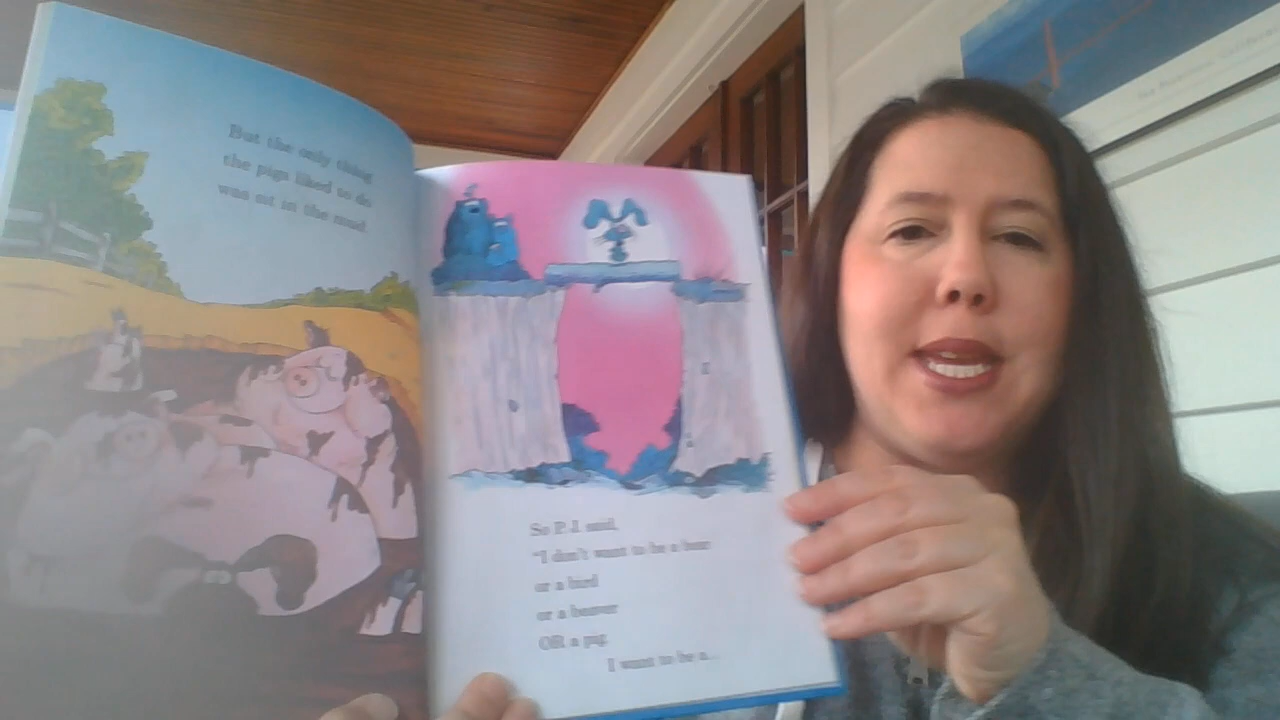 But the only thing
the pigs liked to do
was sit in the mud.
So P.J. said,
"I don't want to be a bear
or a bird
or a beaver
OR a pig.
I want to be a...